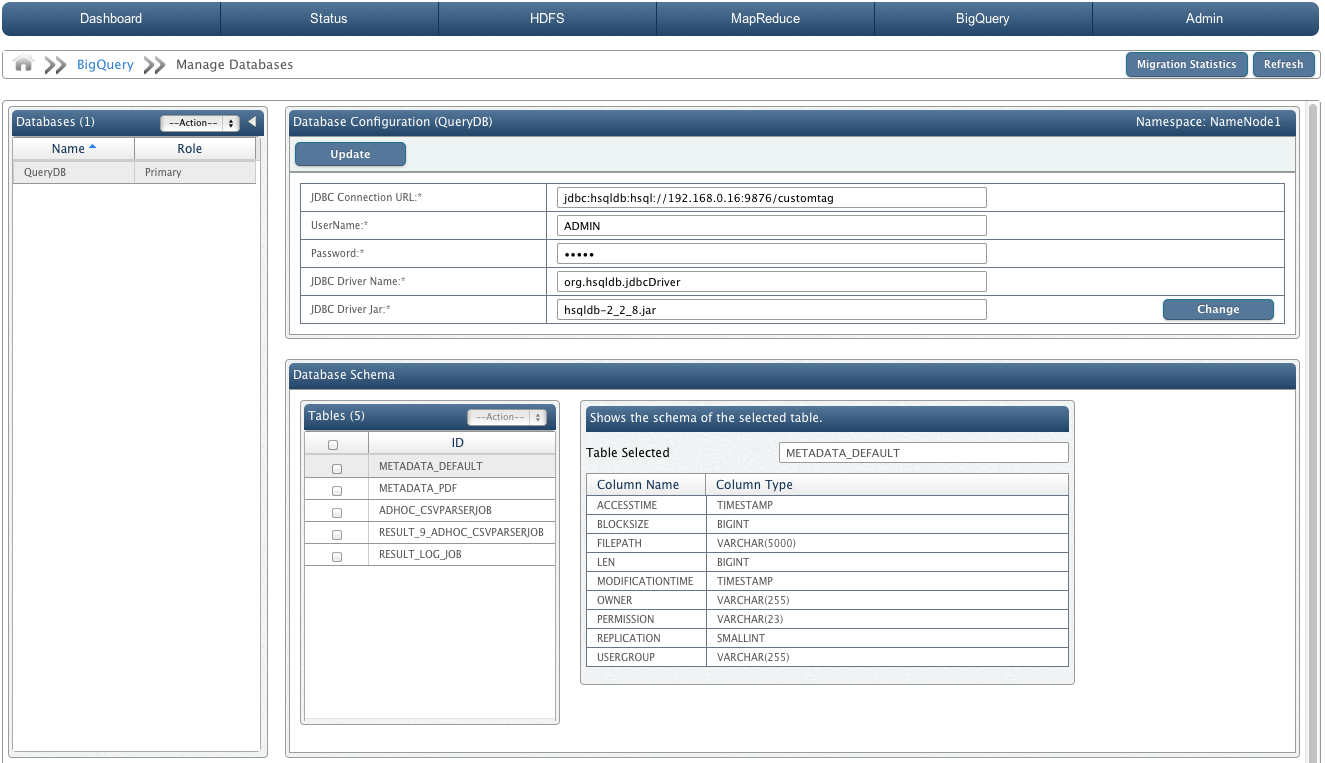 Dashboard Status HDFS MapReduce BigQuery Admin
BigQuery Manage Databases Migration Statistics Refresh
Databases (1) --Action--
Name Role
QueryDB Primary
Database Configuration (QueryDB) Namespace: NameNode1
Update
JDBC Connection URL:* jdbc:hsqldb:hsql://192.168.0.16:9876/customtag
UserName:* ADMIN
Password:* •••••
JDBC Driver Name:* org.hsqldb.jdbcDriver
JDBC Driver Jar:* hsqldb-2_2_8.jar Change
Database Schema
Tables (5) --Action--
ID
METADATA_DEFAULT
METADATA_PDF
ADHOC_CSVPARSERJOB
RESULT_9_ADHOC_CSVPARSERJOB
RESULT_LOG_JOB
Shows the schema of the selected table.
Table Selected METADATA_DEFAULT
Column Name Column Type
ACCESSTIME TIMESTAMP
BLOCKSIZE BIGINT
FILEPATH VARCHAR(5000)
LEN BIGINT
MODIFICATIONTIME TIMESTAMP
OWNER VARCHAR(255)
PERMISSION VARCHAR(23)
REPLICATION SMALLINT
USERGROUP VARCHAR(255)